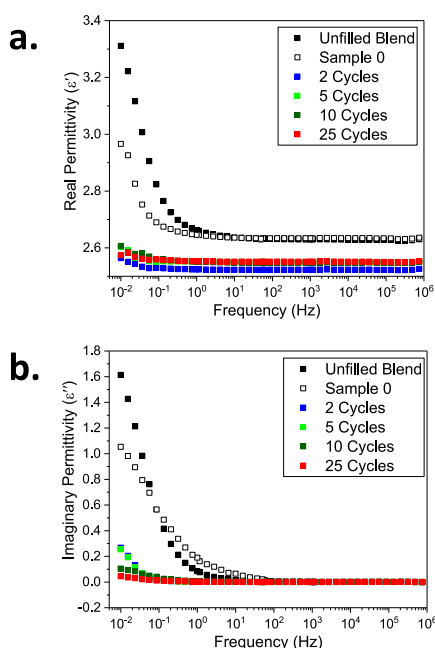 a.
Real Permittivity (ε′)
3.4
3.2
3.0
2.8
2.6
Unfilled Blend
Sample 0
2 Cycles
5 Cycles
10 Cycles
25 Cycles
10⁻² 10⁻¹ 10⁰ 10¹ 10² 10³ 10⁴ 10⁵ 10⁶
Frequency (Hz)
b.
Imaginary Permittivity (ε′′)
1.8
1.6
1.4
1.2
1.0
0.8
0.6
0.4
0.2
0.0
-0.2
Unfilled Blend
Sample 0
2 Cycles
5 Cycles
10 Cycles
25 Cycles
10⁻² 10⁻¹ 10⁰ 10¹ 10² 10³ 10⁴ 10⁵ 10⁶
Frequency (Hz)